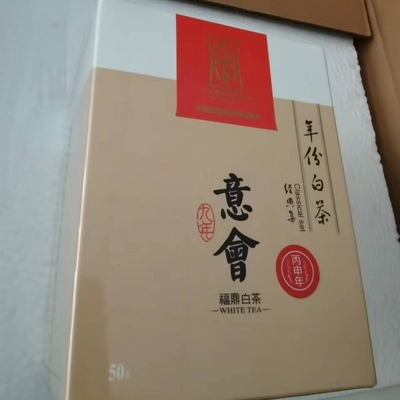 年份白茶
Classical set
经典集
意會
九年
丙申年
福鼎白茶
WHITE TEA
50